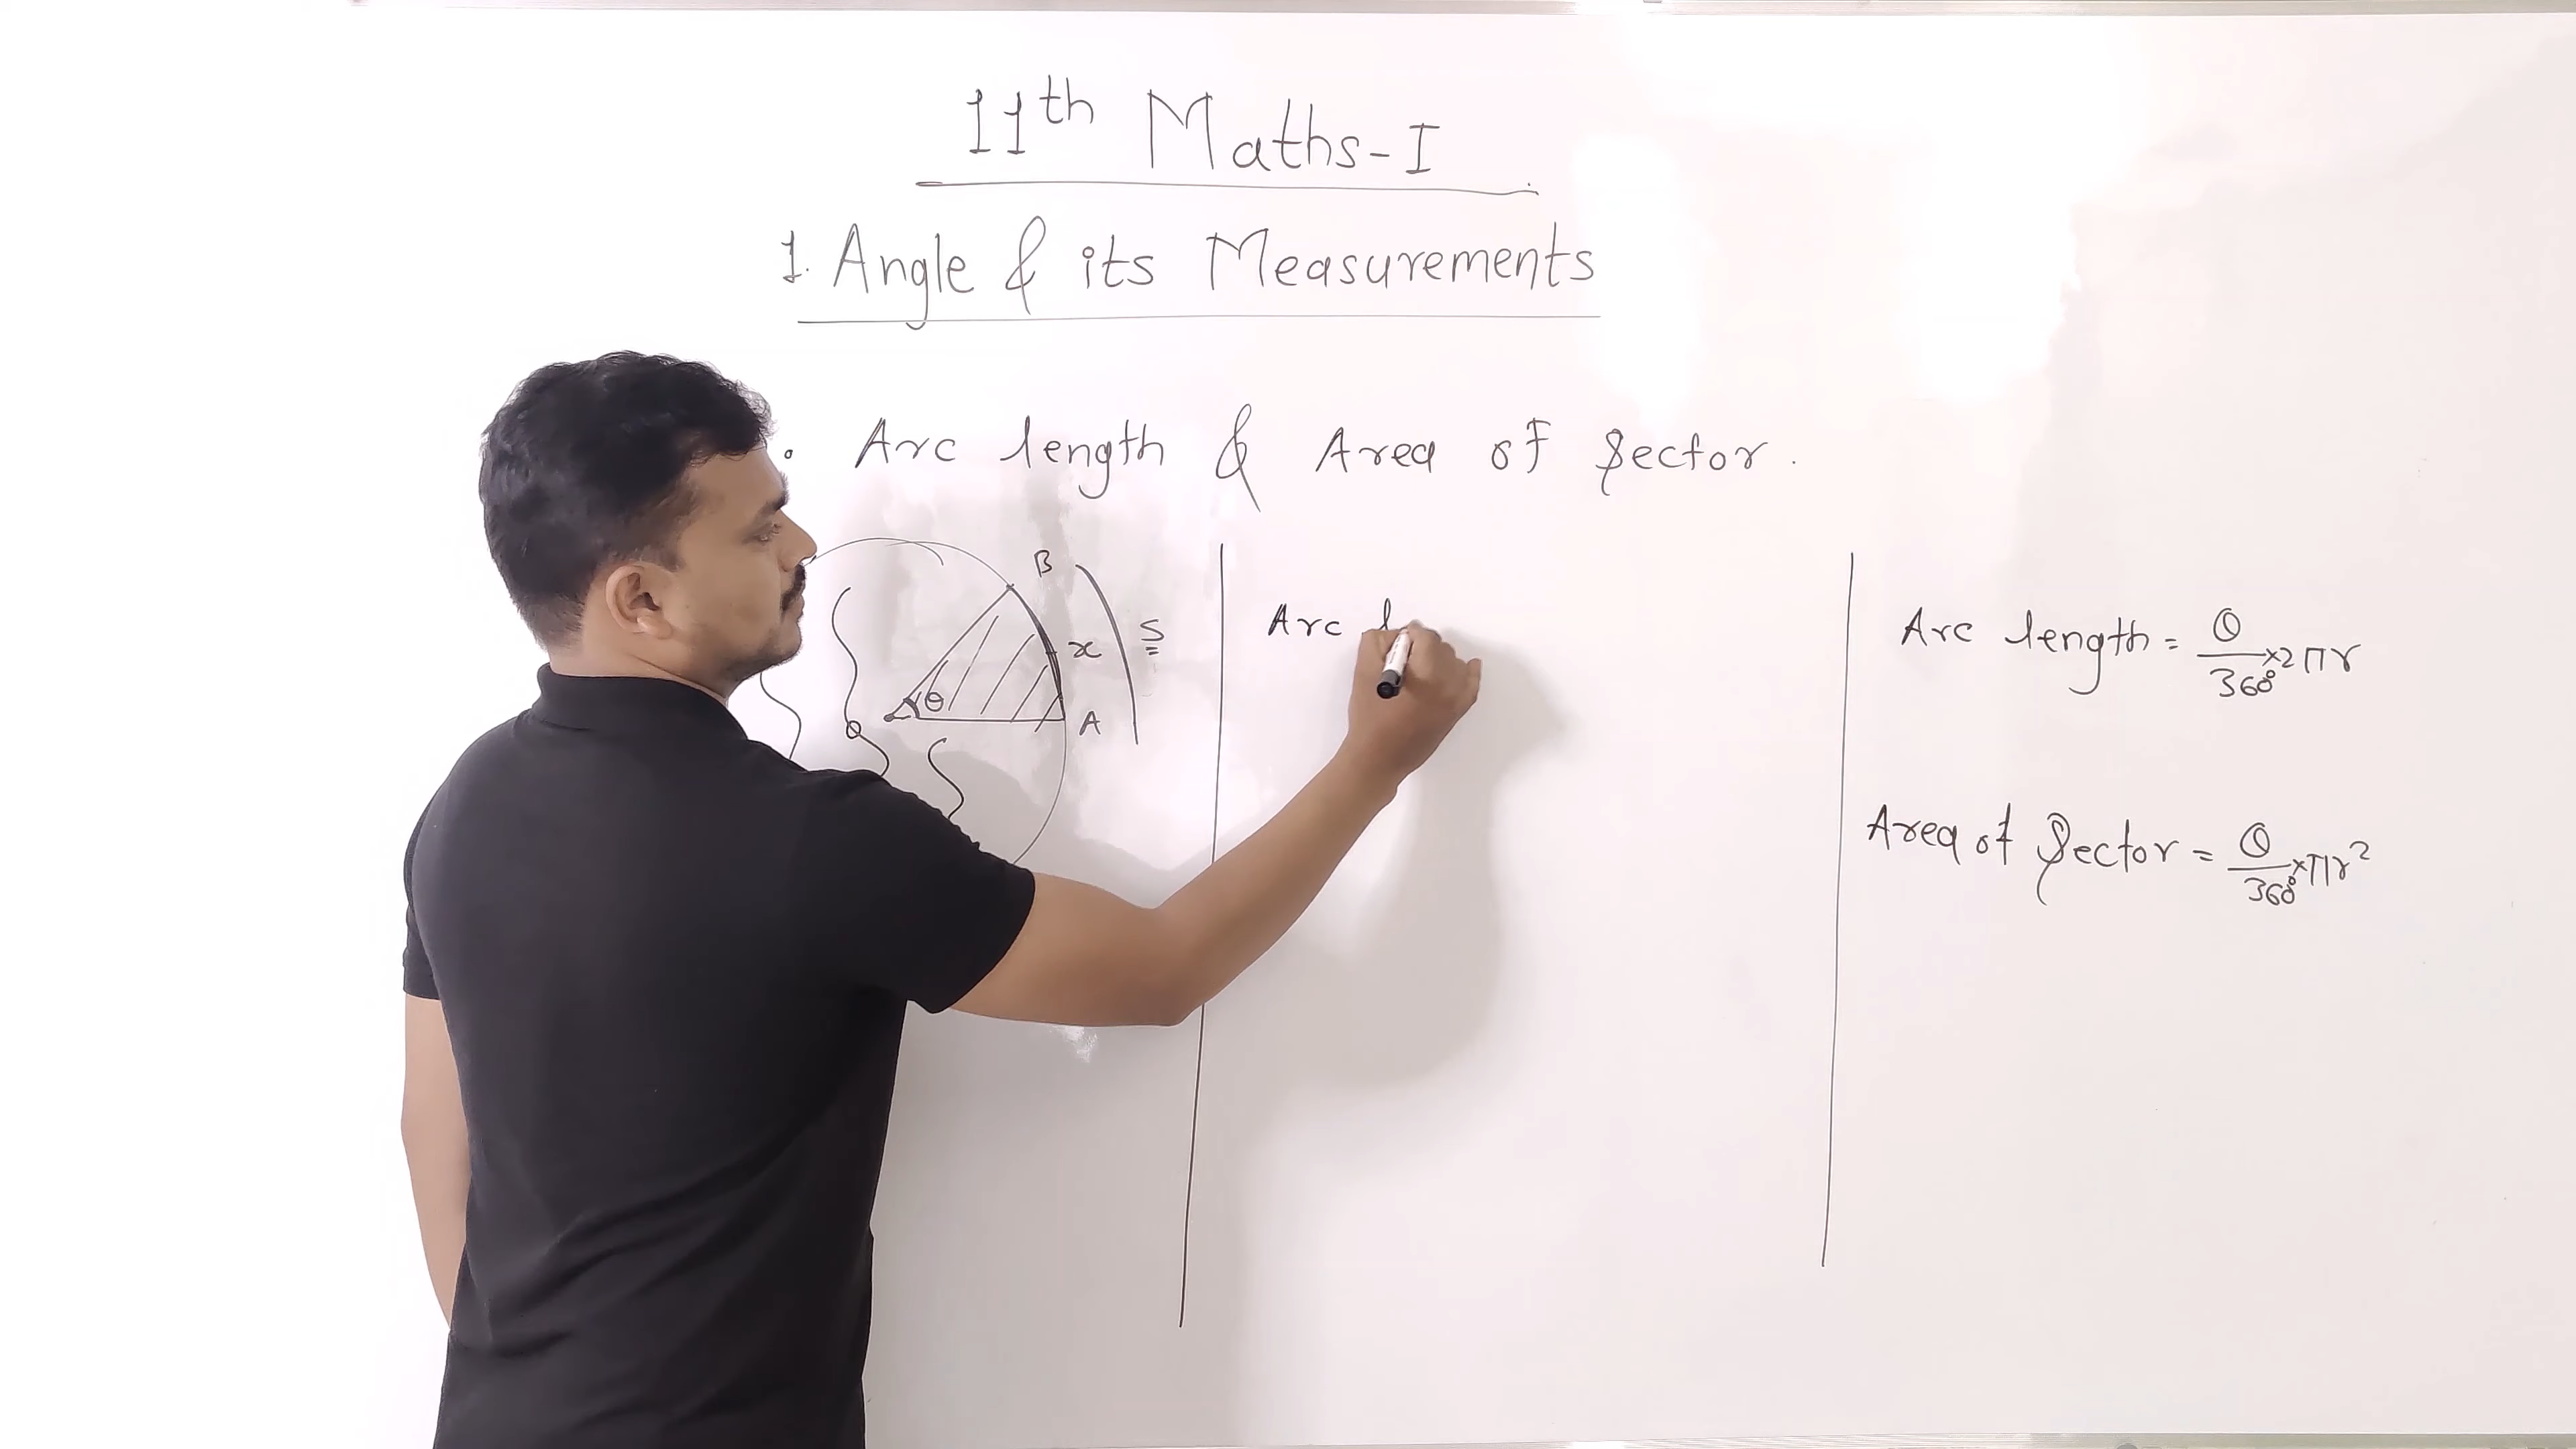 11th Maths-I
1. Angle & its Measurements
Arc length & Area of Sector.
B
S
x
θ
A
Arc l
Arc length = θ/360° × 2πr
Area of Sector = θ/360° × πr²